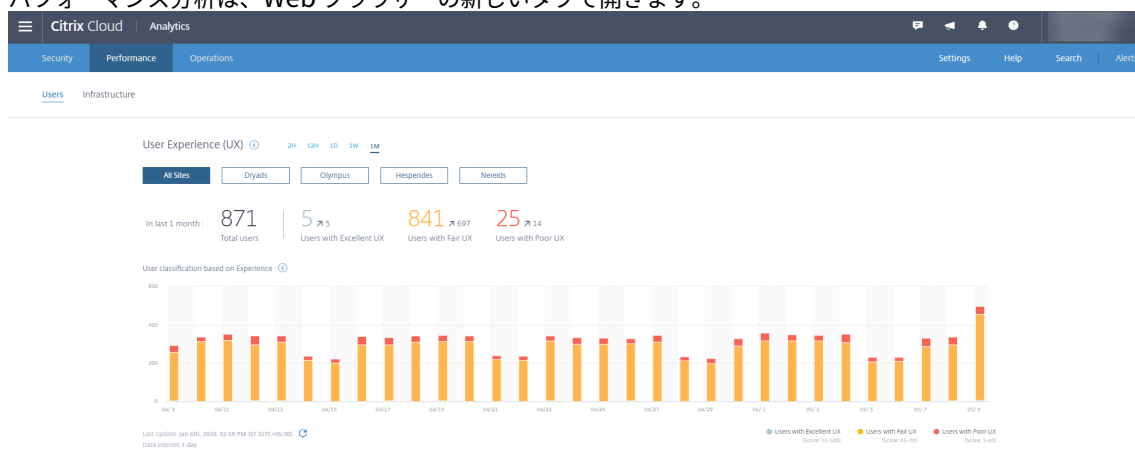 パフォーマンス分析は、Web ブラウザーの新しいタブで開きます。
Citrix Cloud Analytics
Security Performance Operations Settings Help Search Alerts
Users Infrastructure
User Experience (UX) 2H 12H 1D 1W 1M
All Sites Dryads Olympus Hesperides Nereids
In last 1 month : 871 5 5 841 697 25 14
Total users Users with Excellent UX Users with Fair UX Users with Poor UX
User classification based on Experience
600
400
200
0
04/ 9 04/11 04/13 04/15 04/17 04/19 04/21 04/23 04/25 04/27 04/29 05/ 1 05/ 3 05/ 5 05/ 7 05/ 9
Last Update: Jan 6th, 2020, 02:59 PM IST (UTC+05:30)
Data Interval: 1 day
Users with Excellent UX Users with Fair UX Users with Poor UX
(Score: 71-100) (Score: 41-70) (Score: 1-40)